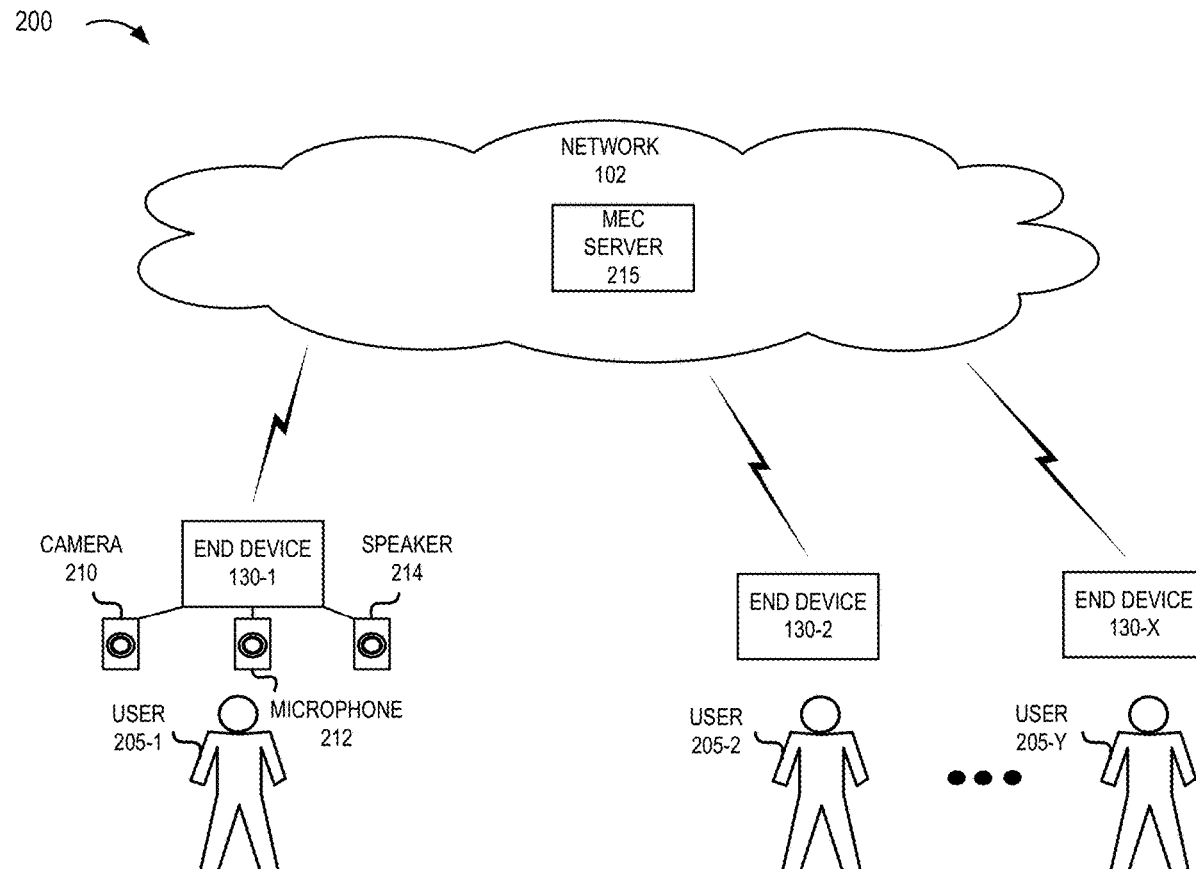 200
NETWORK
102
MEC
SERVER
215
CAMERA
210
END DEVICE
130-1
SPEAKER
214
END DEVICE
130-2
END DEVICE
130-X
USER
205-1
MICROPHONE
212
USER
205-2
USER
205-Y